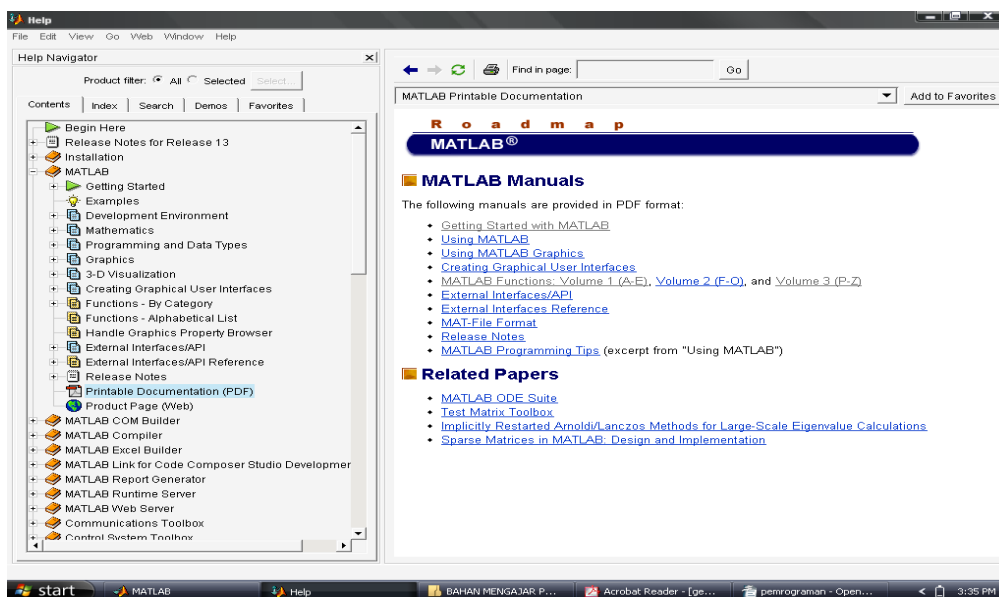 Help
File Edit View Go Web Window Help
Help Navigator
Product filter: All Selected Select...
Contents Index Search Demos Favorites
Begin Here
Release Notes for Release 13
Installation
MATLAB
Getting Started
Examples
Development Environment
Mathematics
Programming and Data Types
Graphics
3-D Visualization
Creating Graphical User Interfaces
Functions - By Category
Functions - Alphabetical List
Handle Graphics Property Browser
External Interfaces/API
External Interfaces/API Reference
Release Notes
Printable Documentation (PDF)
Product Page (Web)
MATLAB COM Builder
MATLAB Compiler
MATLAB Excel Builder
MATLAB Link for Code Composer Studio Developmer
MATLAB Report Generator
MATLAB Runtime Server
MATLAB Web Server
Communications Toolbox
Control System Toolbox
Find in page: Go
MATLAB Printable Documentation Add to Favorites
Roadmap
MATLAB®
MATLAB Manuals
The following manuals are provided in PDF format:
Getting Started with MATLAB
Using MATLAB
Using MATLAB Graphics
Creating Graphical User Interfaces
MATLAB Functions: Volume 1 (A-E), Volume 2 (F-O), and Volume 3 (P-Z)
External Interfaces/API
External Interfaces Reference
MAT-File Format
Release Notes
MATLAB Programming Tips (excerpt from "Using MATLAB")
Related Papers
MATLAB ODE Suite
Test Matrix Toolbox
Implicitly Restarted Arnoldi/Lanczos Methods for Large-Scale Eigenvalue Calculations
Sparse Matrices in MATLAB: Design and Implementation
start MATLAB Help BAHAN MENGAJAR P... Acrobat Reader - [ge... pemrograman - Open... 3:35 PM